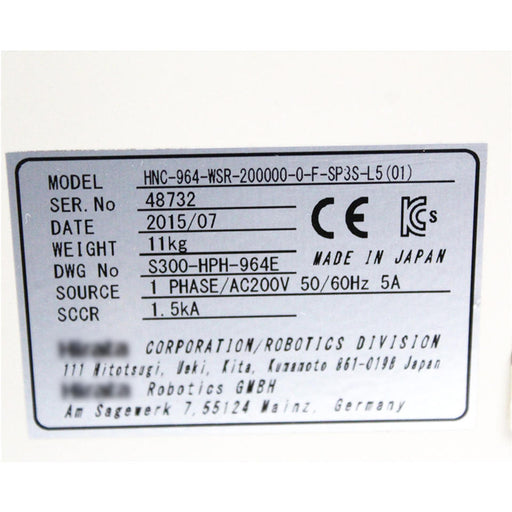 MODEL HNC-964-WSR-200000-0-F-SP3S-L5(01)
SER.No 48732
DATE 2015/07
WEIGHT 11kg
DWG No S300-HPH-964E
SOURCE 1 PHASE/AC200V 50/60Hz 5A
SCCR 1.5kA
CE
KC s
MADE IN JAPAN
CORPORATION/ROBOTICS DIVISION
111 Hitotsugi, Ueki, Kita, Kumamoto 861-0198 Japan
Robotics GMBH
Am Sagewerk 7,55124 Mainz, Germany